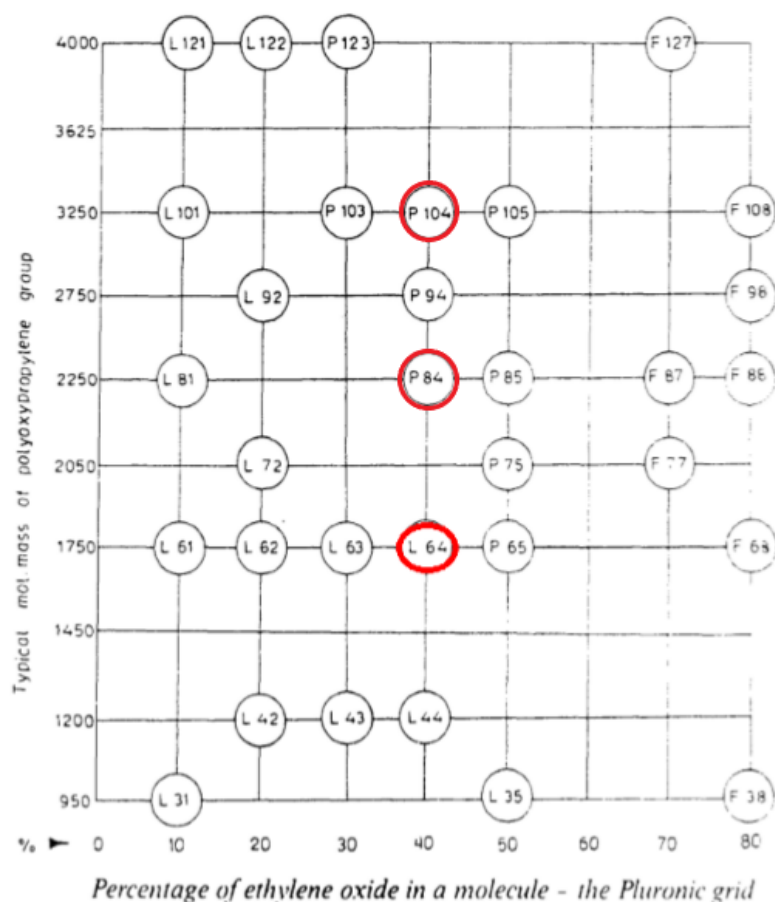 4000 L 121 L 122 P 123 F 127
3625
3250 L 101 P 103 P 104 P 105 F 108
2750 L 92 P 94 F 98
2250 L 81 P 84 P 85 F 87 F 88
2050 L 72 P 75 F 77
1750 L 61 L 62 L 63 L 64 P 65 F 68
1450
1200 L 42 L 43 L 44
950 L 31 L 35 F 38
% 0 10 20 30 40 50 60 70 80
Typical mol. mass of polyoxypropylene group
Percentage of ethylene oxide in a molecule - the Pluronic grid